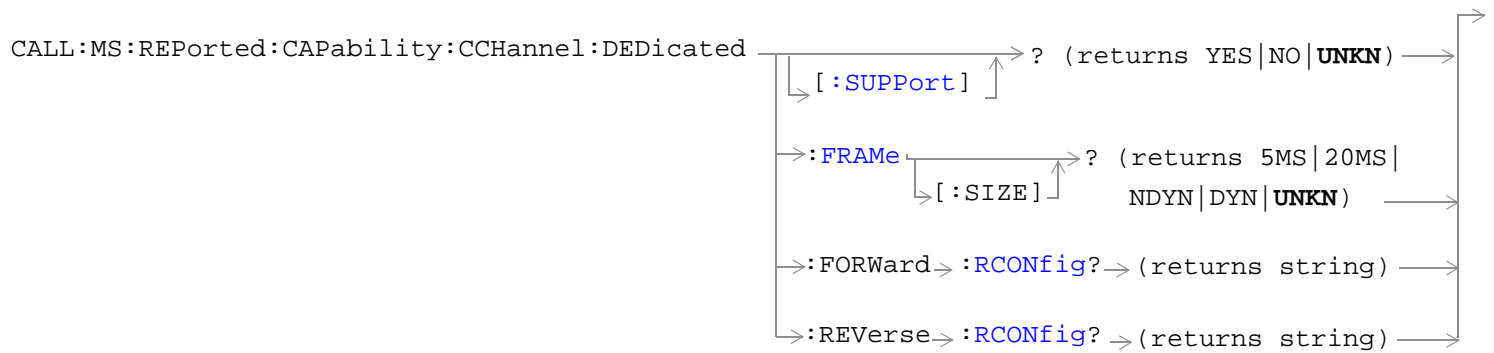 CALL:MS:REPorted:CAPability:CCHannel:DEDicated ? (returns YES|NO|UNKN)
[:SUPPort]
:FRAMe ? (returns 5MS|20MS|
[:SIZE] NDYN|DYN|UNKN)
:FORWard :RCONfig? (returns string)
:REVerse :RCONfig? (returns string)